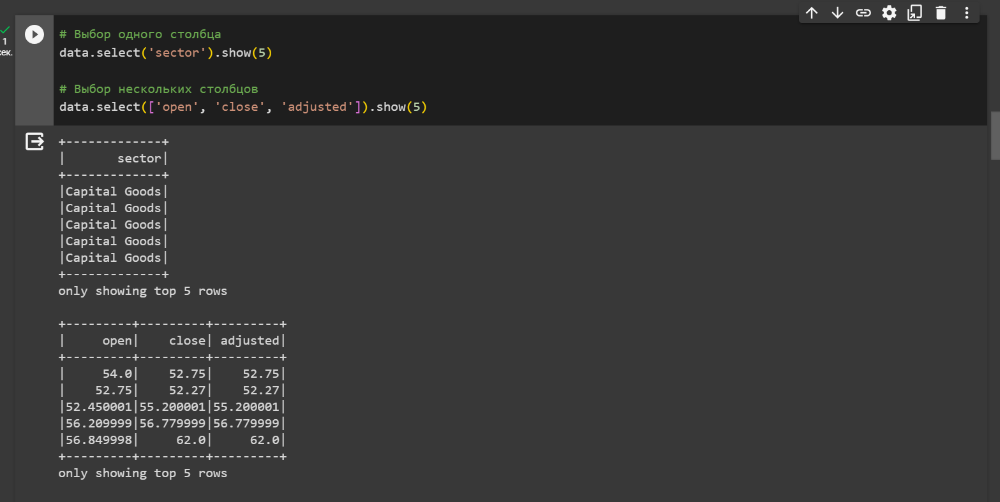 # Выбор одного столбца
data.select('sector').show(5)
# Выбор нескольких столбцов
data.select(['open', 'close', 'adjusted']).show(5)
1
сек.
+-------------+
|       sector|
+-------------+
|Capital Goods|
|Capital Goods|
|Capital Goods|
|Capital Goods|
|Capital Goods|
+-------------+
only showing top 5 rows
+---------+---------+---------+
|     open|    close| adjusted|
+---------+---------+---------+
|     54.0|    52.75|    52.75|
|    52.75|    52.27|    52.27|
|52.450001|55.200001|55.200001|
|56.209999|56.779999|56.779999|
|56.849998|     62.0|     62.0|
+---------+---------+---------+
only showing top 5 rows